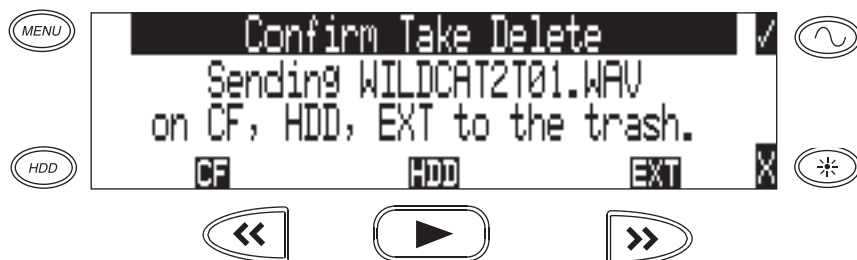 MENU
Confirm Take Delete ✓
Sending WILDCAT2T01.WAV
on CF, HDD, EXT to the trash.
HDD
CF HDD EXT X